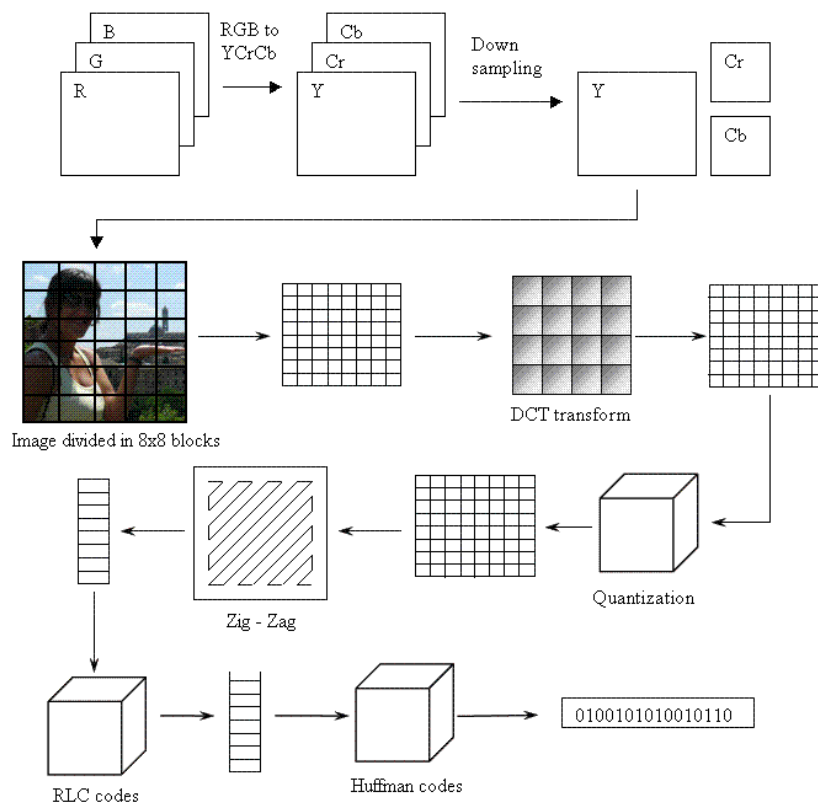 B
G
R
RGB to
YCrCb
Cb
Cr
Y
Down
sampling
Y
Cr
Cb
Image divided in 8x8 blocks
DCT transform
Zig - Zag
Quantization
RLC codes
Huffman codes
0100101010010110